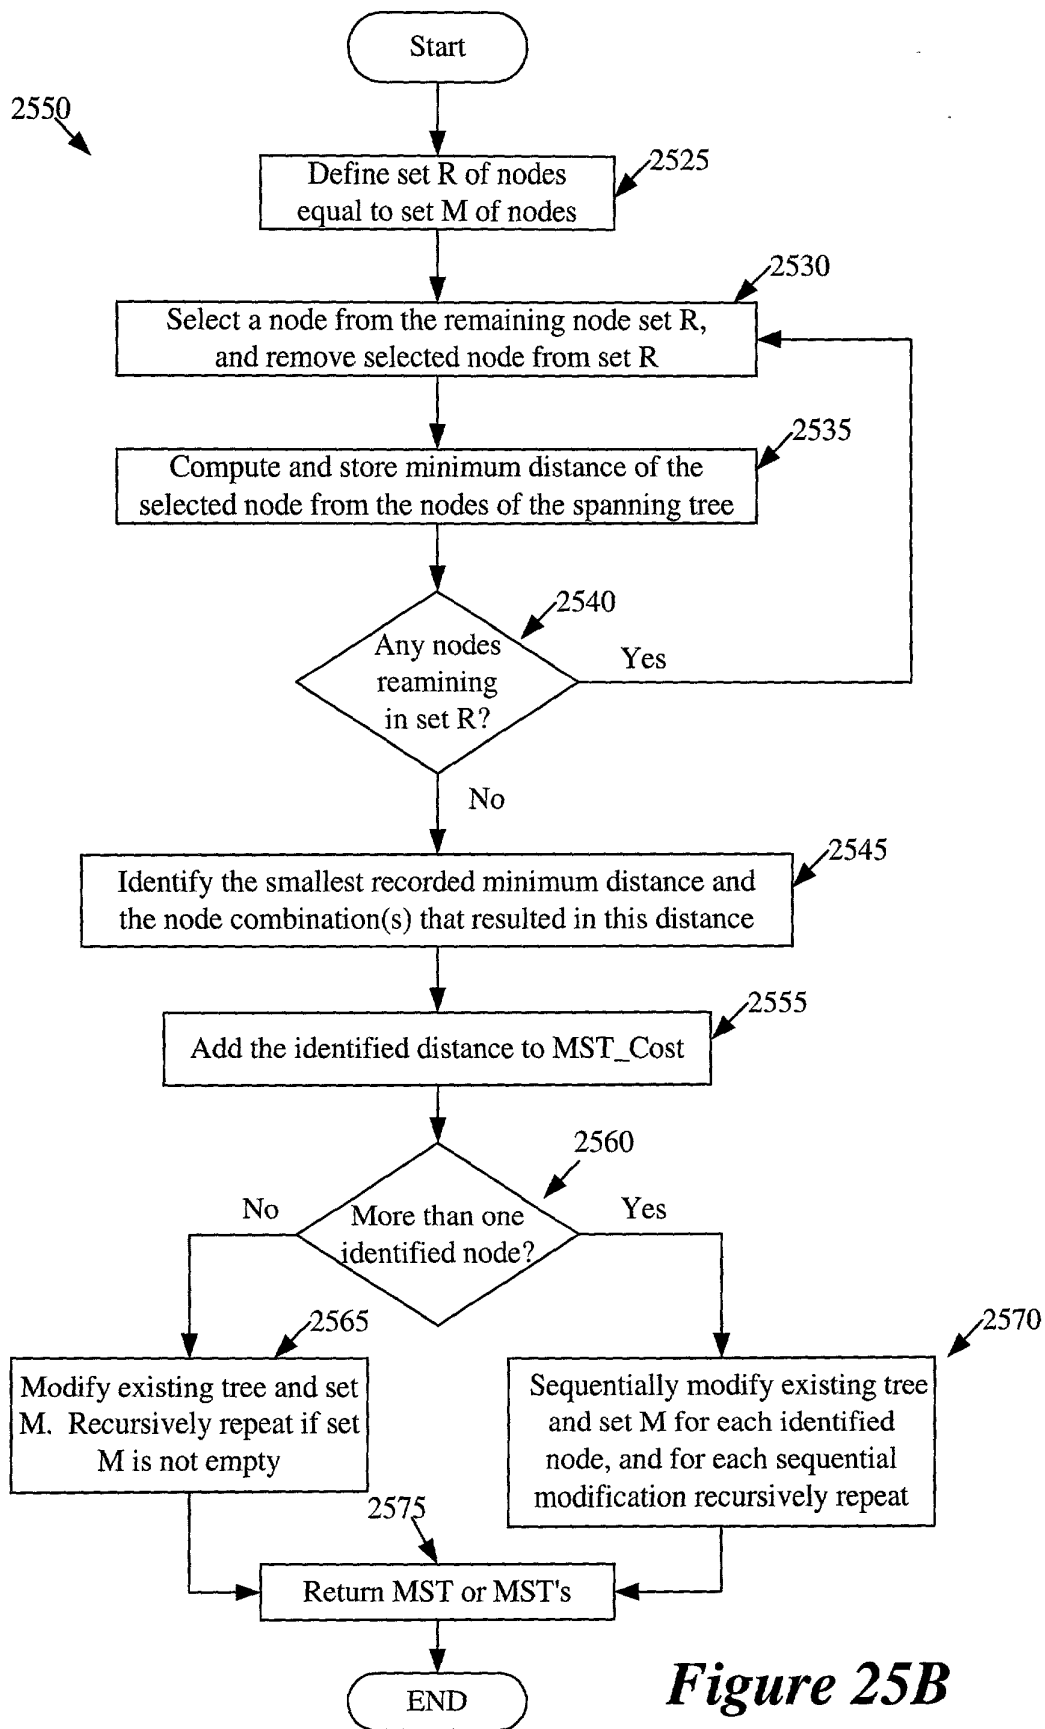 Start
2550
2525
Define set R of nodes
equal to set M of nodes
2530
Select a node from the remaining node set R,
and remove selected node from set R
2535
Compute and store minimum distance of the
selected node from the nodes of the spanning tree
2540
Any nodes
reamining
in set R?
Yes
No
2545
Identify the smallest recorded minimum distance and
the node combination(s) that resulted in this distance
2555
Add the identified distance to MST_Cost
2560
No
More than one
identified node?
Yes
2565
Modify existing tree and set
M. Recursively repeat if set
M is not empty
2570
Sequentially modify existing tree
and set M for each identified
node, and for each sequential
modification recursively repeat
2575
Return MST or MST's
END
Figure 25B